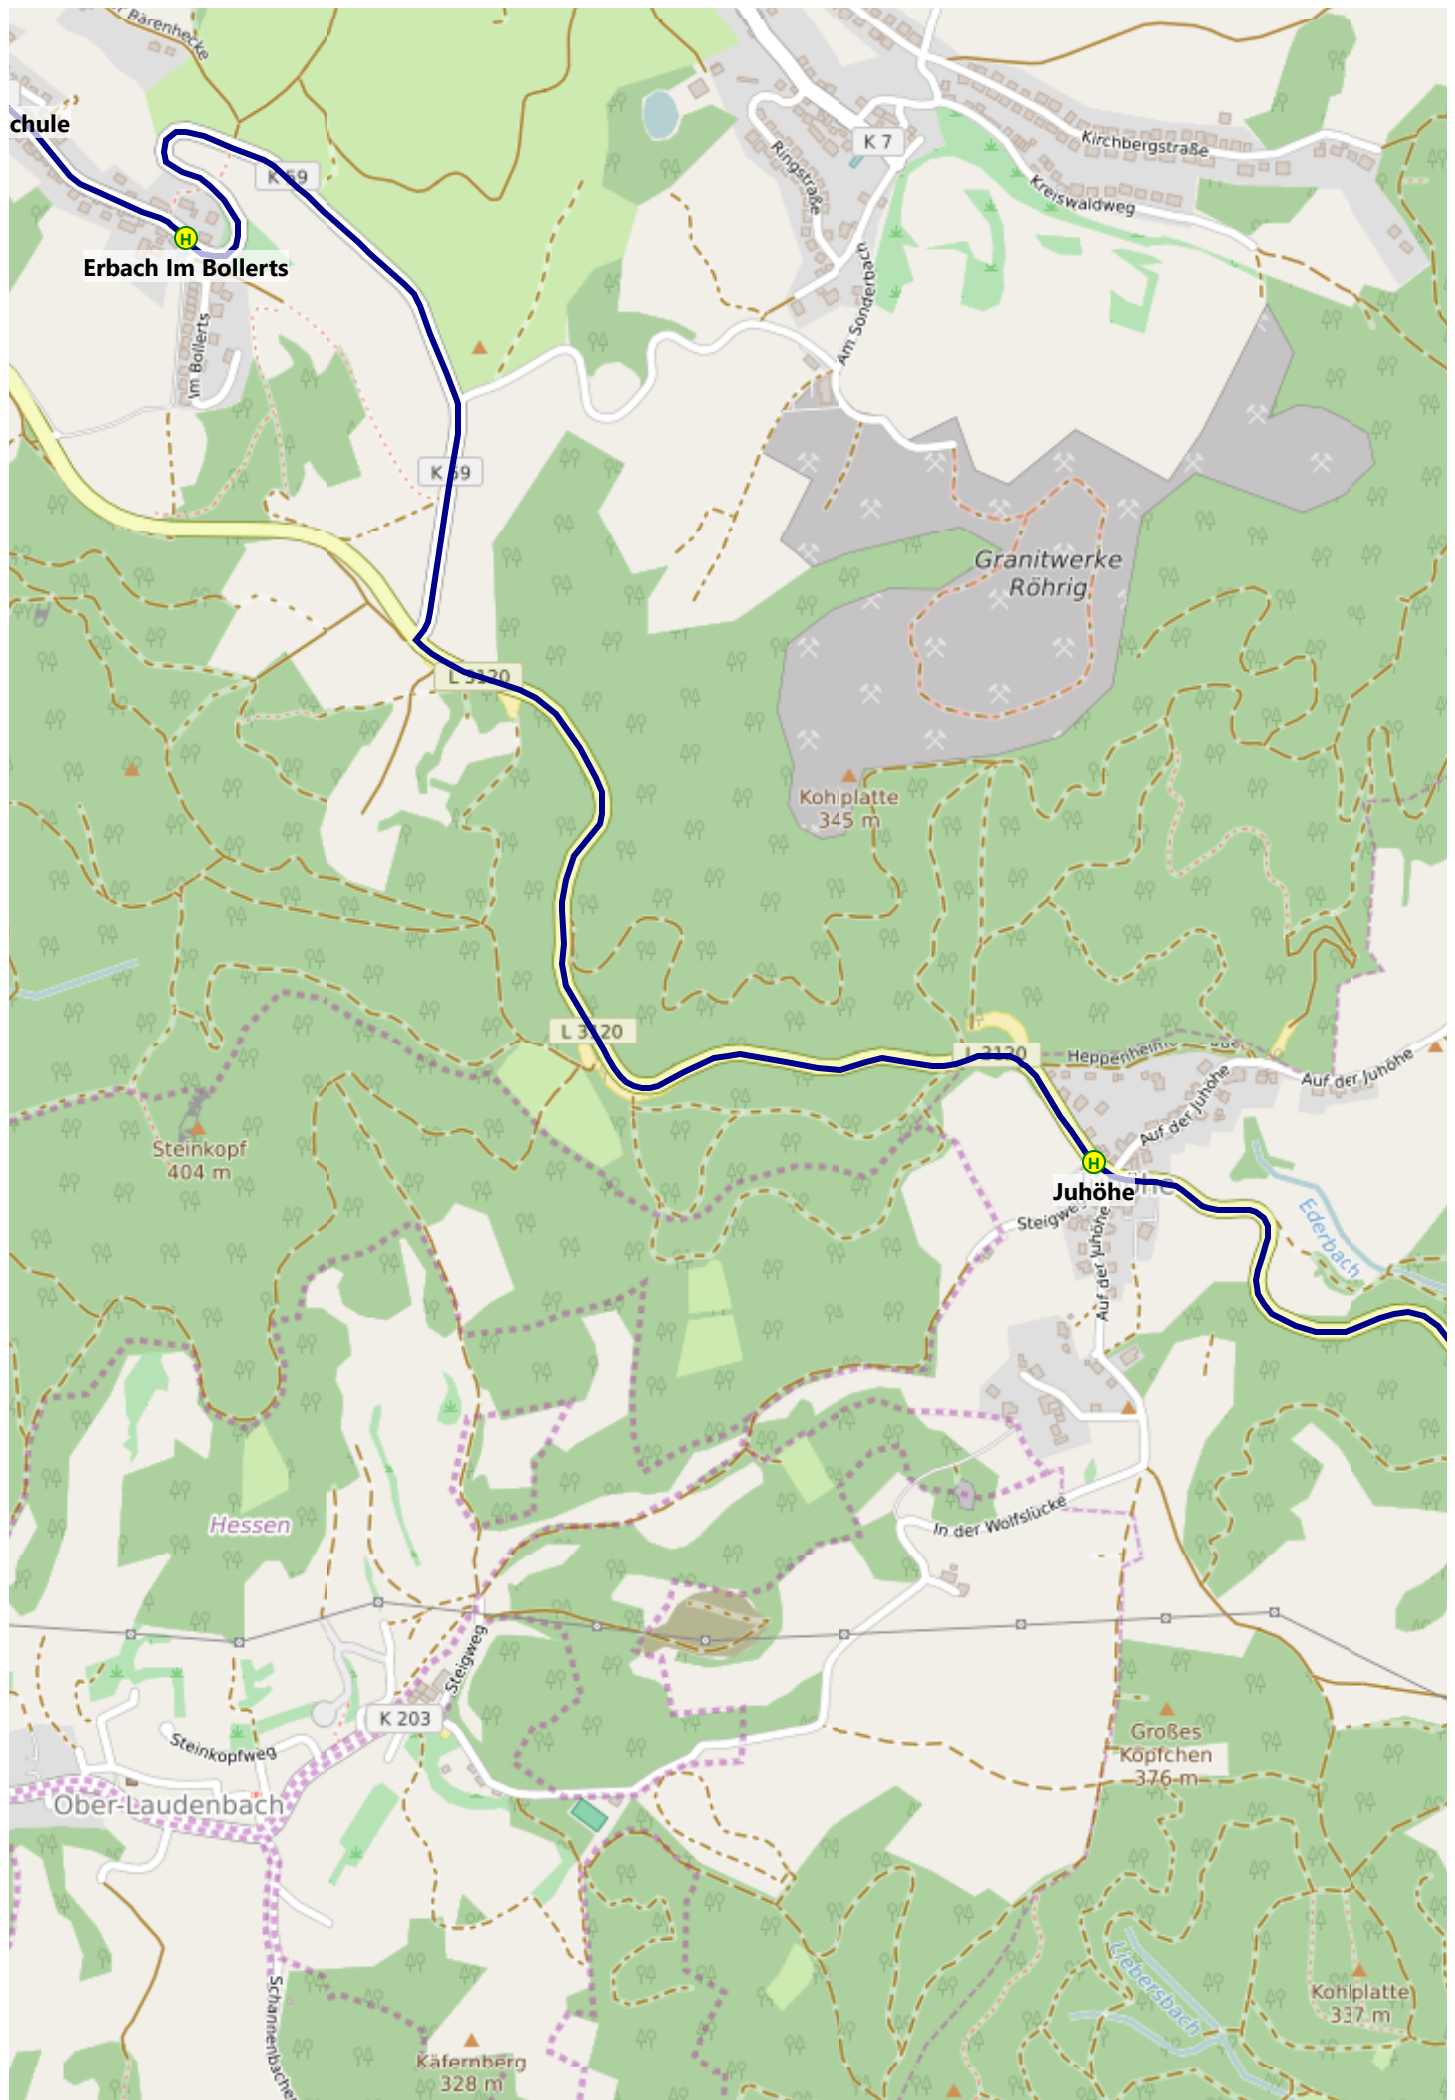 Bärenhecke
chule
K 7
Kirchbergstraße
Ringstraße
K 59
Kreiswaldweg
Erbach Im Bollerts
Am Sonderbach
Im Bollerts
K 59
Granitwerke
Röhrig
L 3120
Kohlplatte
345 m
L 3120
L 3120
Auf der Juhöhe
Auf der Juhöhe
Steinkopf
404 m
Juhöhe
Steigweg
Ederbach
Auf der Juhöhe
In der Wolfslücke
Hessen
Steigweg
K 203
Steinkopfweg
Großes
Köpfchen
376 m
Ober-Laudenbach
Liebersbach
Schannenbacher
Kohlplatte
337 m
Käfernberg
328 m